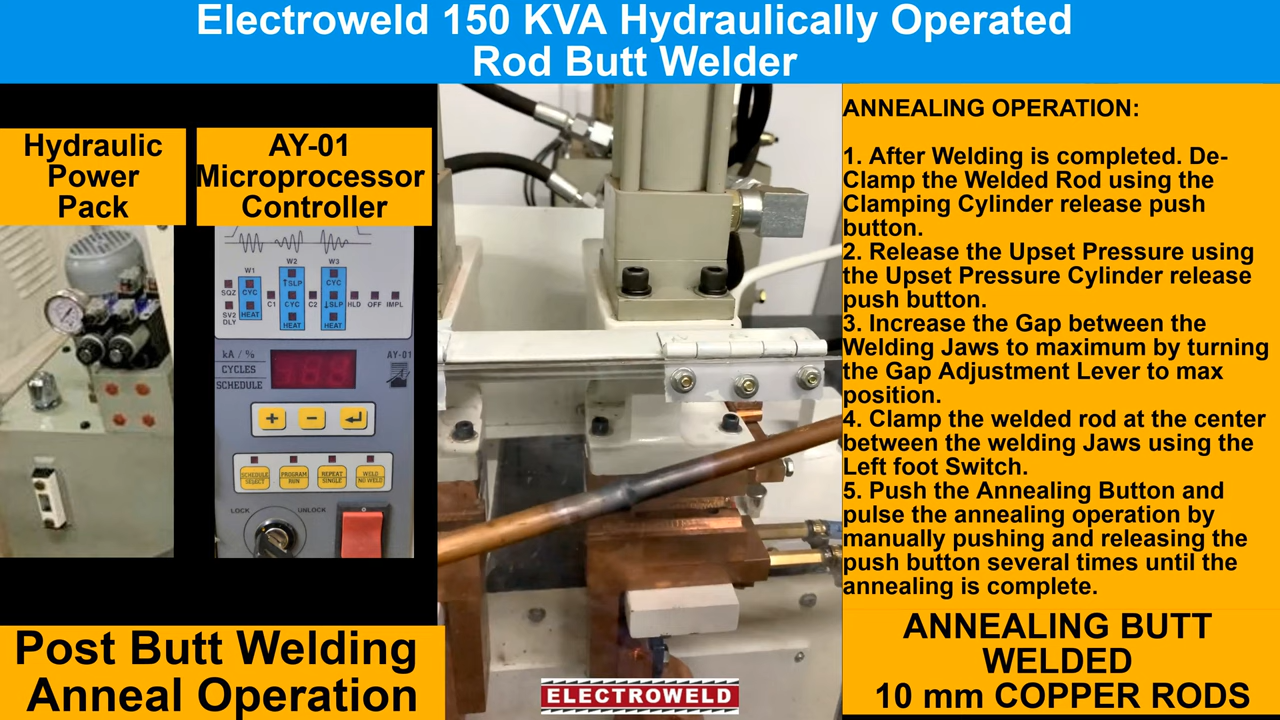 Electroweld 150 KVA Hydraulically Operated
Rod Butt Welder
Hydraulic
Power
Pack
AY-01
Microprocessor
Controller
W1
W2
W3
↑SLP
CYC
SQZ
CYC
C1
CYC
C2
↓SLP
HLD
OFF
IMPL
SV2
DLY
HEAT
HEAT
HEAT
kA / %
CYCLES
SCHEDULE
AY-01
+
−
SCHEDULE
SELECT
PROGRAM
RUN
REPEAT
SINGLE
WELD
NO WELD
LOCK
UNLOCK
Post Butt Welding
Anneal Operation
ELECTROWELD
ANNEALING OPERATION:
1. After Welding is completed. De-
Clamp the Welded Rod using the
Clamping Cylinder release push
button.
2. Release the Upset Pressure using
the Upset Pressure Cylinder release
push button.
3. Increase the Gap between the
Welding Jaws to maximum by turning
the Gap Adjustment Lever to max
position.
4. Clamp the welded rod at the center
between the welding Jaws using the
Left foot Switch.
5. Push the Annealing Button and
pulse the annealing operation by
manually pushing and releasing the
push button several times until the
annealing is complete.
ANNEALING BUTT
WELDED
10 mm COPPER RODS